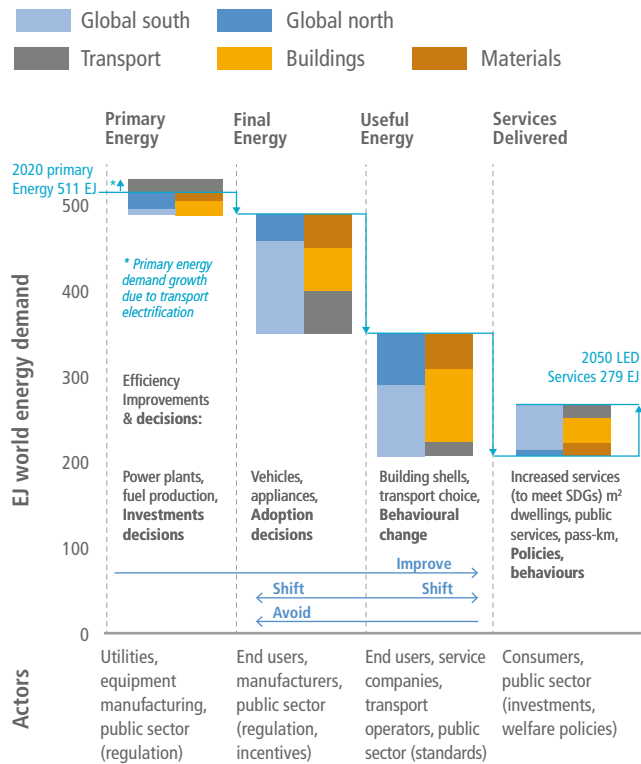 Global south
Global north
Transport
Buildings
Materials
Primary
Energy
Final
Energy
Useful
Energy
Services
Delivered
2020 primary
Energy 511 EJ
*
EJ world energy demand
500
400
300
200
100
0
* Primary energy
demand growth
due to transport
electrification
2050 LED
Services 279 EJ
Efficiency
Improvements
& decisions:
Power plants,
fuel production,
Investments
decisions
Vehicles,
appliances,
Adoption
decisions
Building shells,
transport choice,
Behavioural
change
Increased services
(to meet SDGs) m²
dwellings, public
services, pass-km,
Policies,
behaviours
Improve
Shift
Shift
Avoid
Actors
Utilities,
equipment
manufacturing,
public sector
(regulation)
End users,
manufacturers,
public sector
(regulation,
incentives)
End users, service
companies,
transport
operators, public
sector (standards)
Consumers,
public sector
(investments,
welfare policies)